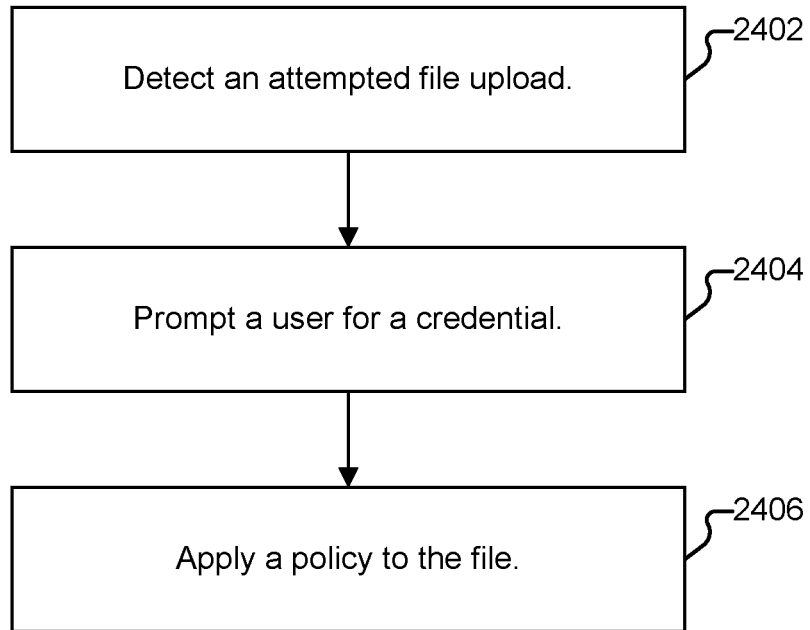 2402
Detect an attempted file upload.
2404
Prompt a user for a credential.
2406
Apply a policy to the file.